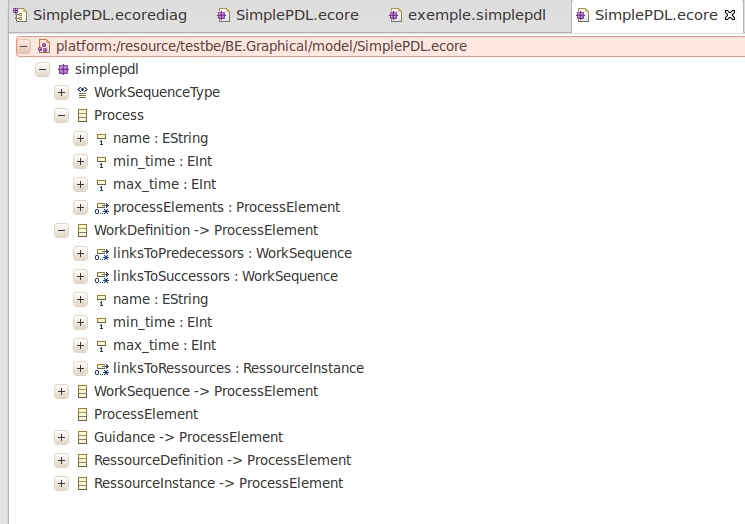 SimplePDL.ecorediag SimplePDL.ecore exemple.simplepdl SimplePDL.ecore
platform:/resource/testbe/BE.Graphical/model/SimplePDL.ecore
simplepdl
WorkSequenceType
Process
name : EString
min_time : EInt
max_time : EInt
processElements : ProcessElement
WorkDefinition -> ProcessElement
linksToPredecessors : WorkSequence
linksToSuccessors : WorkSequence
name : EString
min_time : EInt
max_time : EInt
linksToRessources : RessourceInstance
WorkSequence -> ProcessElement
ProcessElement
Guidance -> ProcessElement
RessourceDefinition -> ProcessElement
RessourceInstance -> ProcessElement